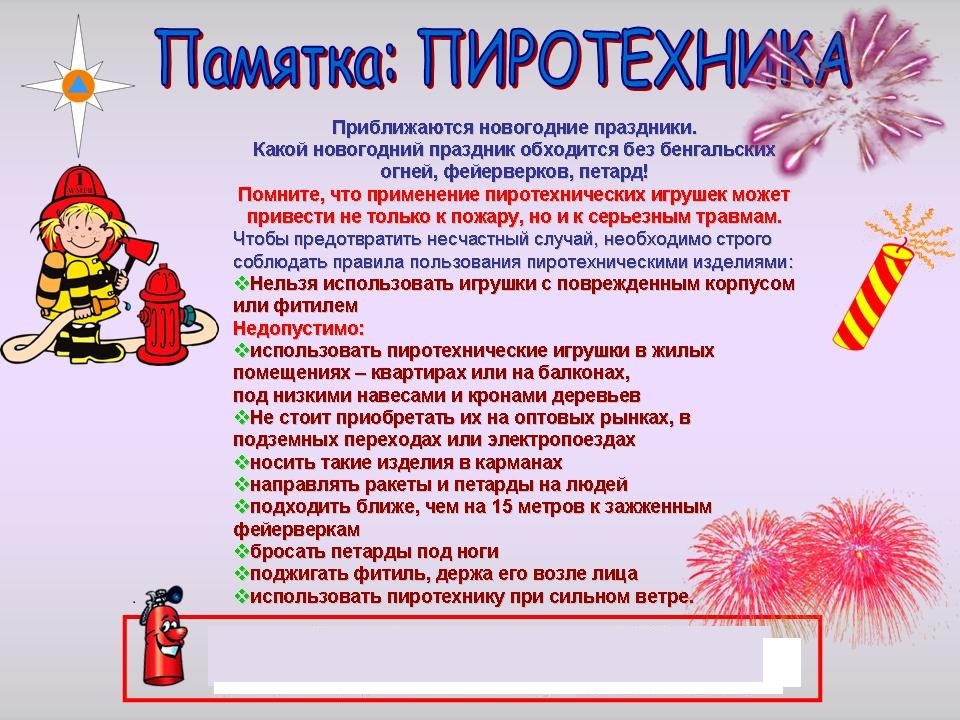 Памятка: ПИРОТЕХНИКА
Приближаются новогодние праздники.
Какой новогодний праздник обходится без бенгальских
огней, фейерверков, петард!
Помните, что применение пиротехнических игрушек может
привести не только к пожару, но и к серьезным травмам.
Чтобы предотвратить несчастный случай, необходимо строго
соблюдать правила пользования пиротехническими изделиями:
❖Нельзя использовать игрушки с поврежденным корпусом
или фитилем
Недопустимо:
❖использовать пиротехнические игрушки в жилых
помещениях – квартирах или на балконах,
под низкими навесами и кронами деревьев
❖Не стоит приобретать их на оптовых рынках, в
подземных переходах или электропоездах
❖носить такие изделия в карманах
❖направлять ракеты и петарды на людей
❖подходить ближе, чем на 15 метров к зажженным
фейерверкам
❖бросать петарды под ноги
❖поджигать фитиль, держа его возле лица
❖использовать пиротехнику при сильном ветре.
1